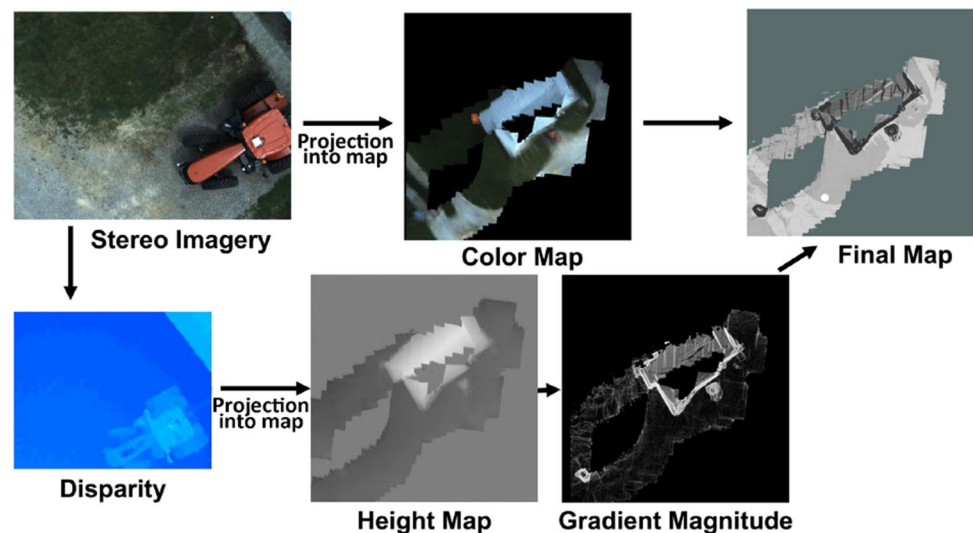 Projection
into map
Stereo Imagery
Color Map
Final Map
Projection
into map
Disparity
Height Map
Gradient Magnitude